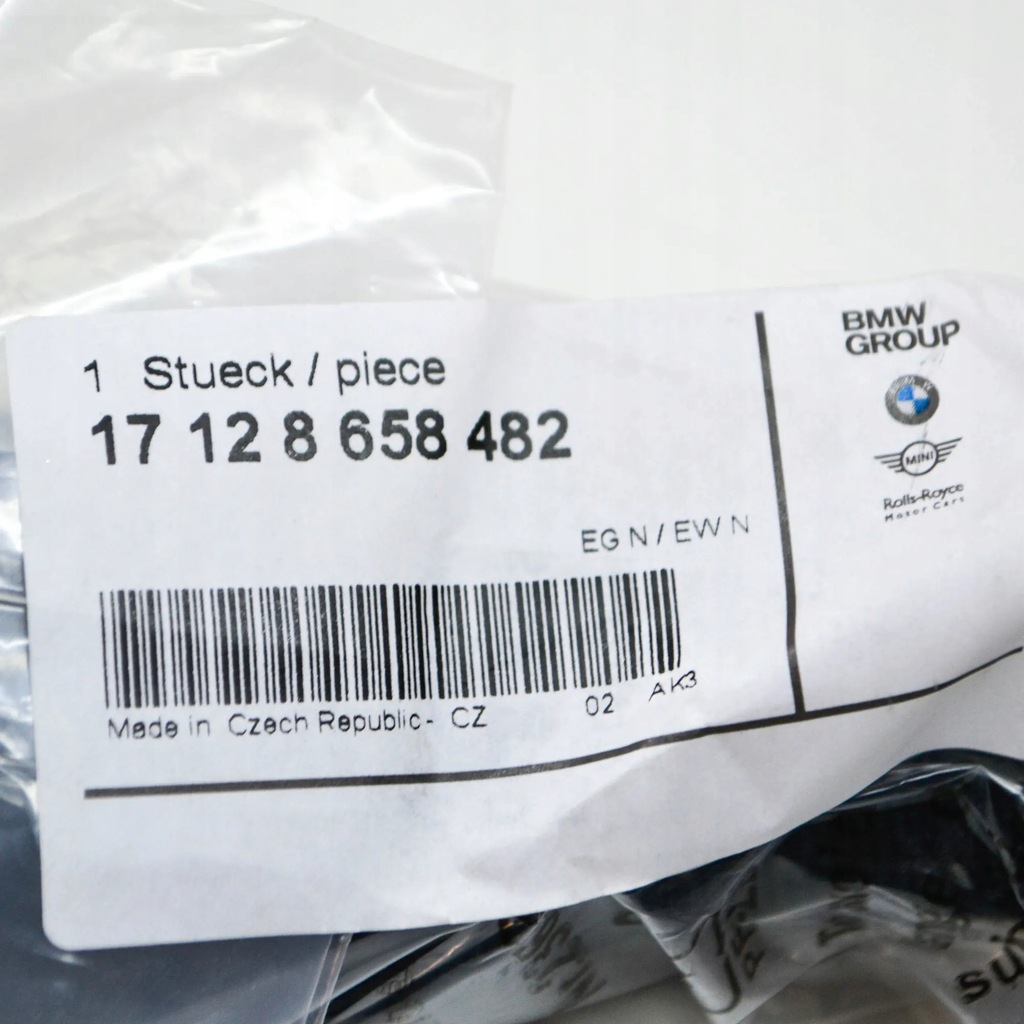 1 Stueck / piece
17 12 8 658 482
EG N / EW N
Made in Czech Republic - CZ 02 AK3
BMW
GROUP
MINI
Rolls-Royce
Motor Cars